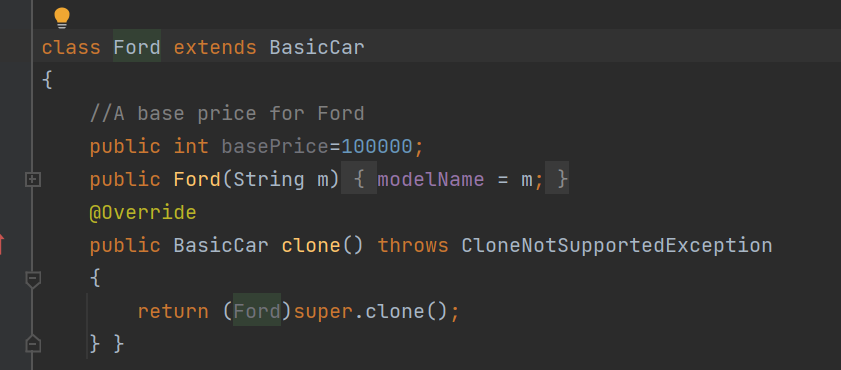 class Ford extends BasicCar
{
    //A base price for Ford
    public int basePrice=100000;
    public Ford(String m) { modelName = m; }
    @Override
    public BasicCar clone() throws CloneNotSupportedException
    {
        return (Ford)super.clone();
    } }